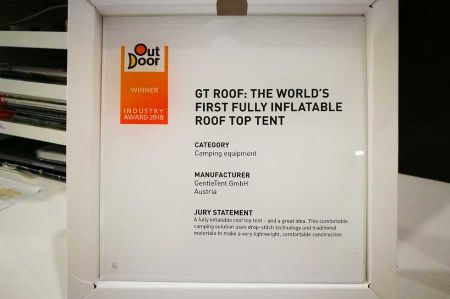 Out
Door
WINNER
INDUSTRY
AWARD 2018
GT ROOF: THE WORLD'S
FIRST FULLY INFLATABLE
ROOF TOP TENT
CATEGORY
Camping equipment
MANUFACTURER
GentleTent GmbH
Austria
JURY STATEMENT
A fully inflatable roof top tent – and a great idea. This comfortable
camping solution uses drop-stitch technology and traditional
materials to make a very lightweight, comfortable construction.